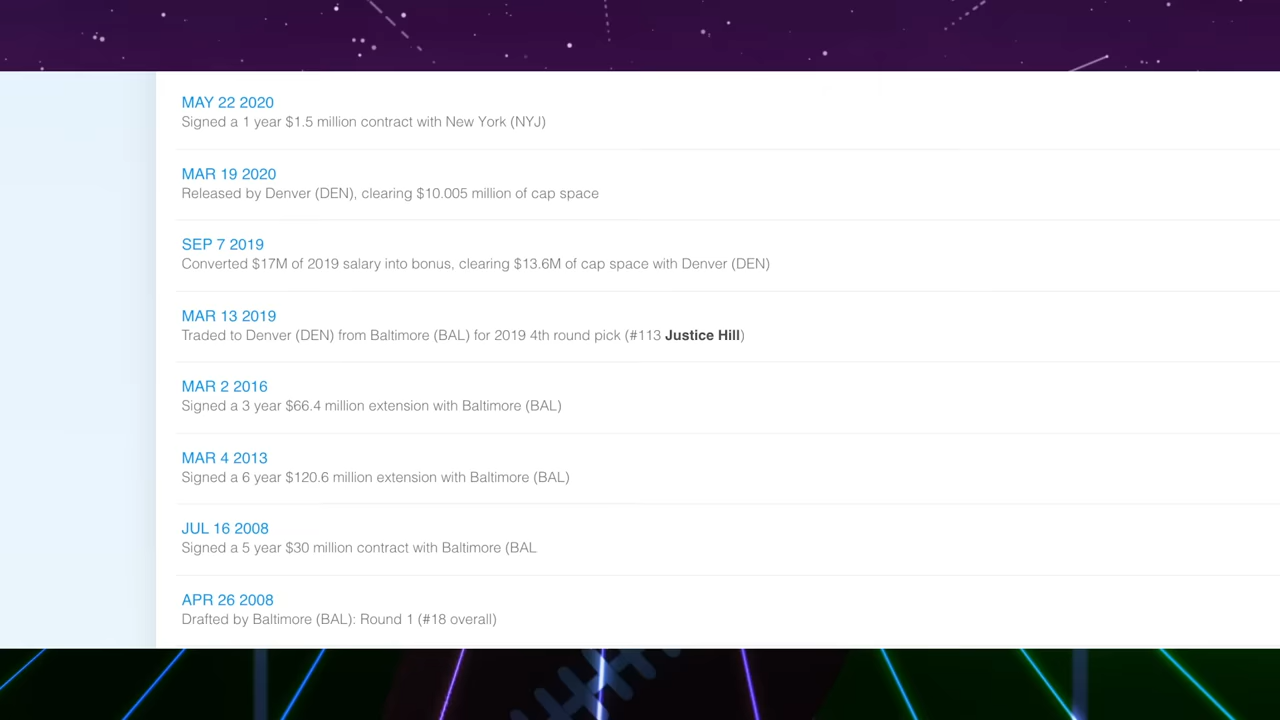 MAY 22 2020
Signed a 1 year $1.5 million contract with New York (NYJ)
MAR 19 2020
Released by Denver (DEN), clearing $10.005 million of cap space
SEP 7 2019
Converted $17M of 2019 salary into bonus, clearing $13.6M of cap space with Denver (DEN)
MAR 13 2019
Traded to Denver (DEN) from Baltimore (BAL) for 2019 4th round pick (#113 Justice Hill)
MAR 2 2016
Signed a 3 year $66.4 million extension with Baltimore (BAL)
MAR 4 2013
Signed a 6 year $120.6 million extension with Baltimore (BAL)
JUL 16 2008
Signed a 5 year $30 million contract with Baltimore (BAL
APR 26 2008
Drafted by Baltimore (BAL): Round 1 (#18 overall)